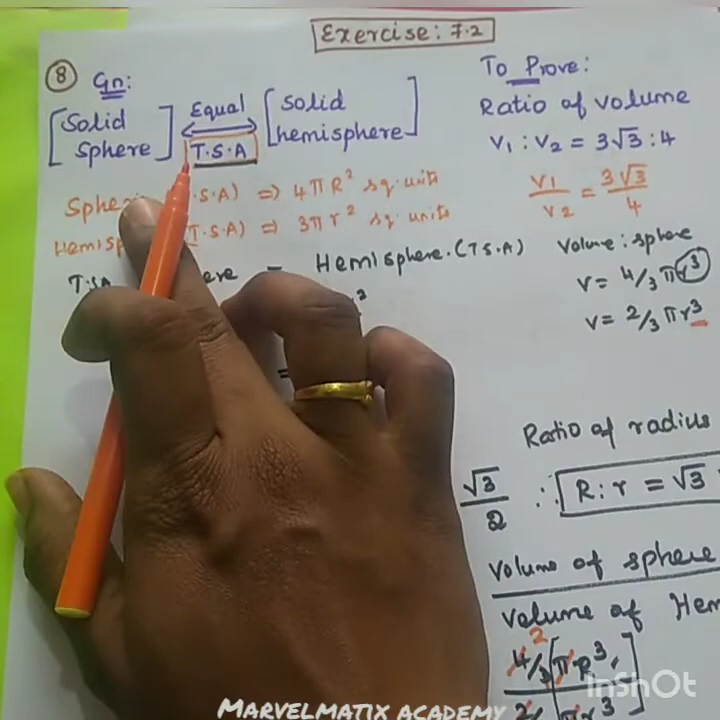 Exercise: 7.2
8
Gn:
[Solid Sphere] Equal T.S.A [Solid hemisphere]
To Prove:
Ratio of volume
V1 : V2 = 3√3 : 4
V1/V2 = 3√3/4
S.A) => 4πR² sq. units
T.S.A) => 3πr² sq units
Hemisphere. (T.S.A)
Volume: sphere
V = 4/3 πr³
V = 2/3 πr³
=
Ratio of radius
√3/2 ∴ R : r = √3
Volume of sphere
Volume of
4/3 [πR³
2
πr³
InShOt
MARVELMATIX ACADEMY